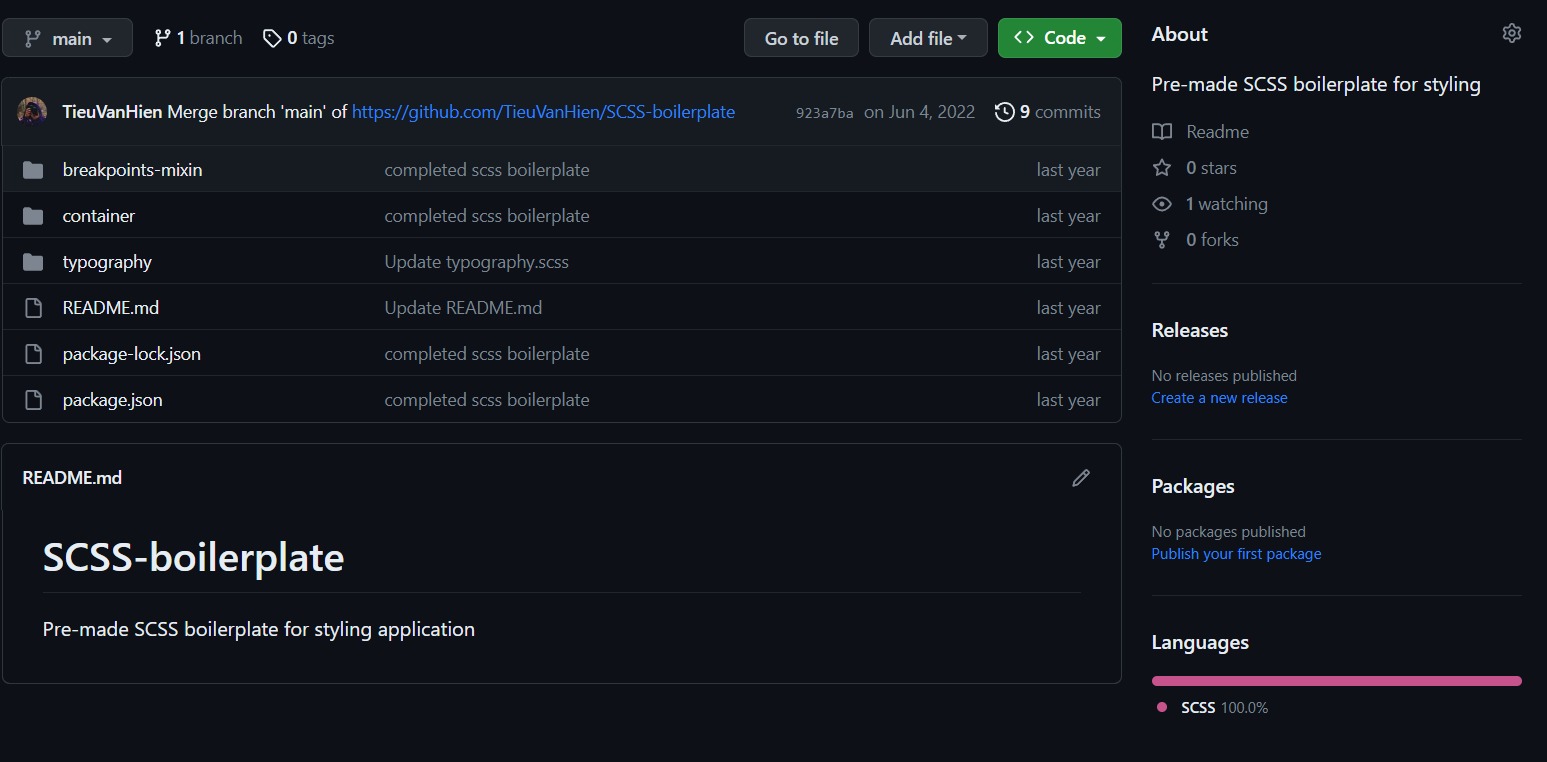 main 1 branch 0 tags Go to file Add file Code
TieuVanHien Merge branch 'main' of https://github.com/TieuVanHien/SCSS-boilerplate 923a7ba on Jun 4, 2022 9 commits
breakpoints-mixin completed scss boilerplate last year
container completed scss boilerplate last year
typography Update typography.scss last year
README.md Update README.md last year
package-lock.json completed scss boilerplate last year
package.json completed scss boilerplate last year
README.md
SCSS-boilerplate
Pre-made SCSS boilerplate for styling application
About
Pre-made SCSS boilerplate for styling
Readme
0 stars
1 watching
0 forks
Releases
No releases published
Create a new release
Packages
No packages published
Publish your first package
Languages
SCSS 100.0%